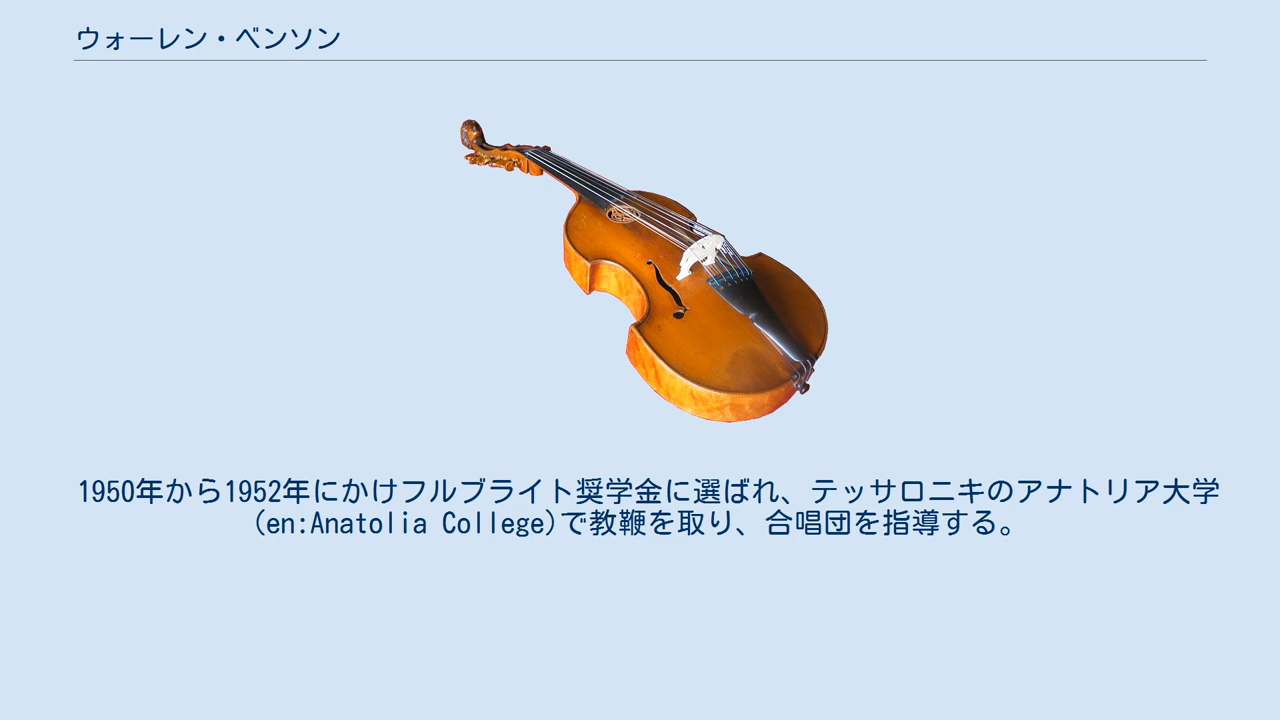 ウォーレン・ベンソン
1950年から1952年にかけフルブライト奨学金に選ばれ、テッサロニキのアナトリア大学
(en:Anatolia College)で教鞭を取り、合唱団を指導する。